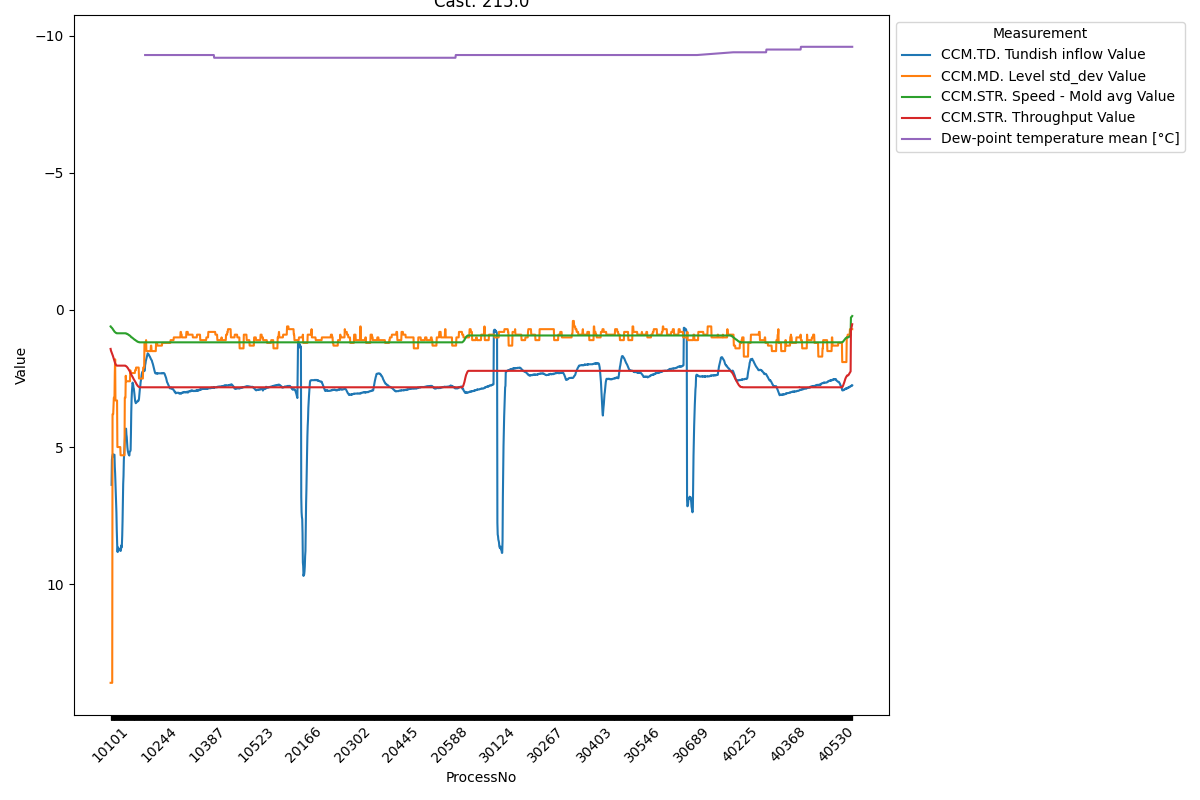 Cast: 215.0
Measurement
CCM.TD. Tundish inflow Value
CCM.MD. Level std_dev Value
CCM.STR. Speed - Mold avg Value
CCM.STR. Throughput Value
Dew-point temperature mean [°C]
−10
−5
0
5
10
Value
10101
10244
10387
10523
20166
20302
20445
20588
30124
30267
30403
30546
30689
40225
40368
40530
ProcessNo